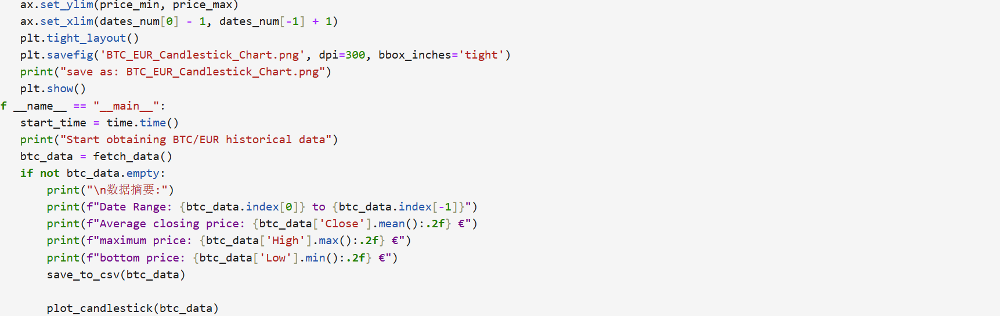 ax.set_ylim(price_min, price_max)
ax.set_xlim(dates_num[0] - 1, dates_num[-1] + 1)
plt.tight_layout()
plt.savefig('BTC_EUR_Candlestick_Chart.png', dpi=300, bbox_inches='tight')
print("save as: BTC_EUR_Candlestick_Chart.png")
plt.show()
f __name__ == "__main__":
start_time = time.time()
print("Start obtaining BTC/EUR historical data")
btc_data = fetch_data()
if not btc_data.empty:
print("\n数据摘要:")
print(f"Date Range: {btc_data.index[0]} to {btc_data.index[-1]}")
print(f"Average closing price: {btc_data['Close'].mean():.2f} €")
print(f"maximum price: {btc_data['High'].max():.2f} €")
print(f"bottom price: {btc_data['Low'].min():.2f} €")
save_to_csv(btc_data)
plot_candlestick(btc_data)